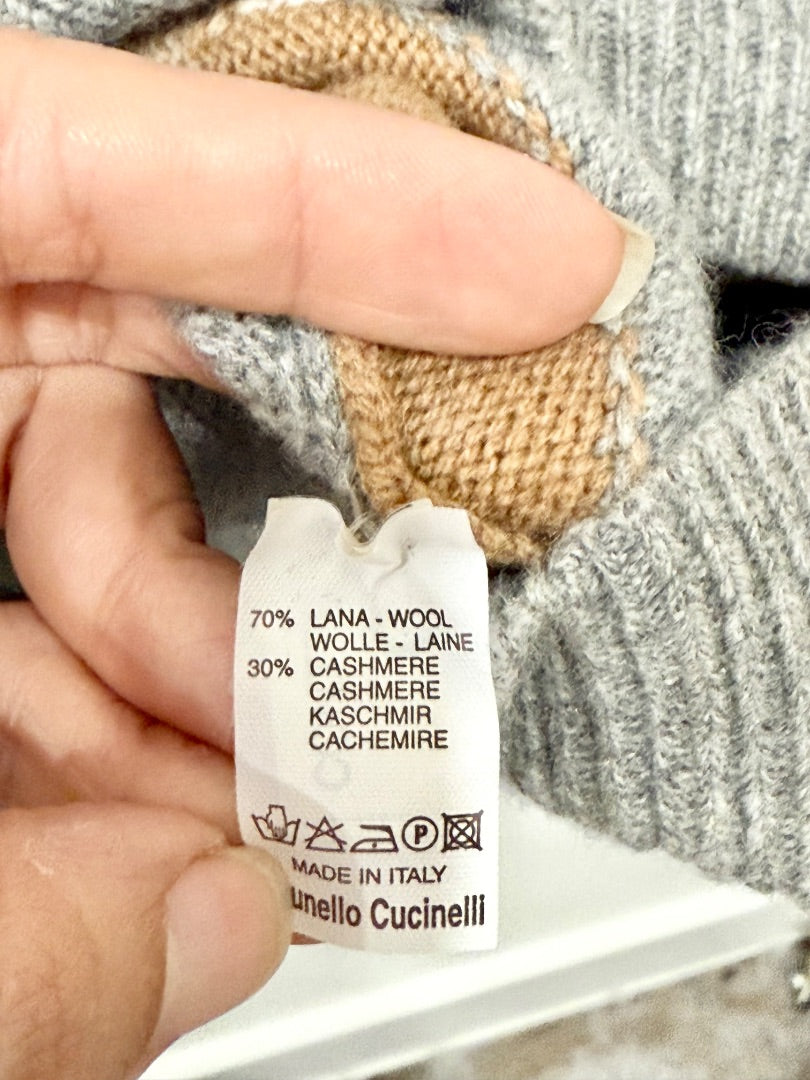 70% LANA - WOOL
WOLLE - LAINE
30% CASHMERE
CASHMERE
KASCHMIR
CACHEMIRE
P
MADE IN ITALY
unello Cucinelli